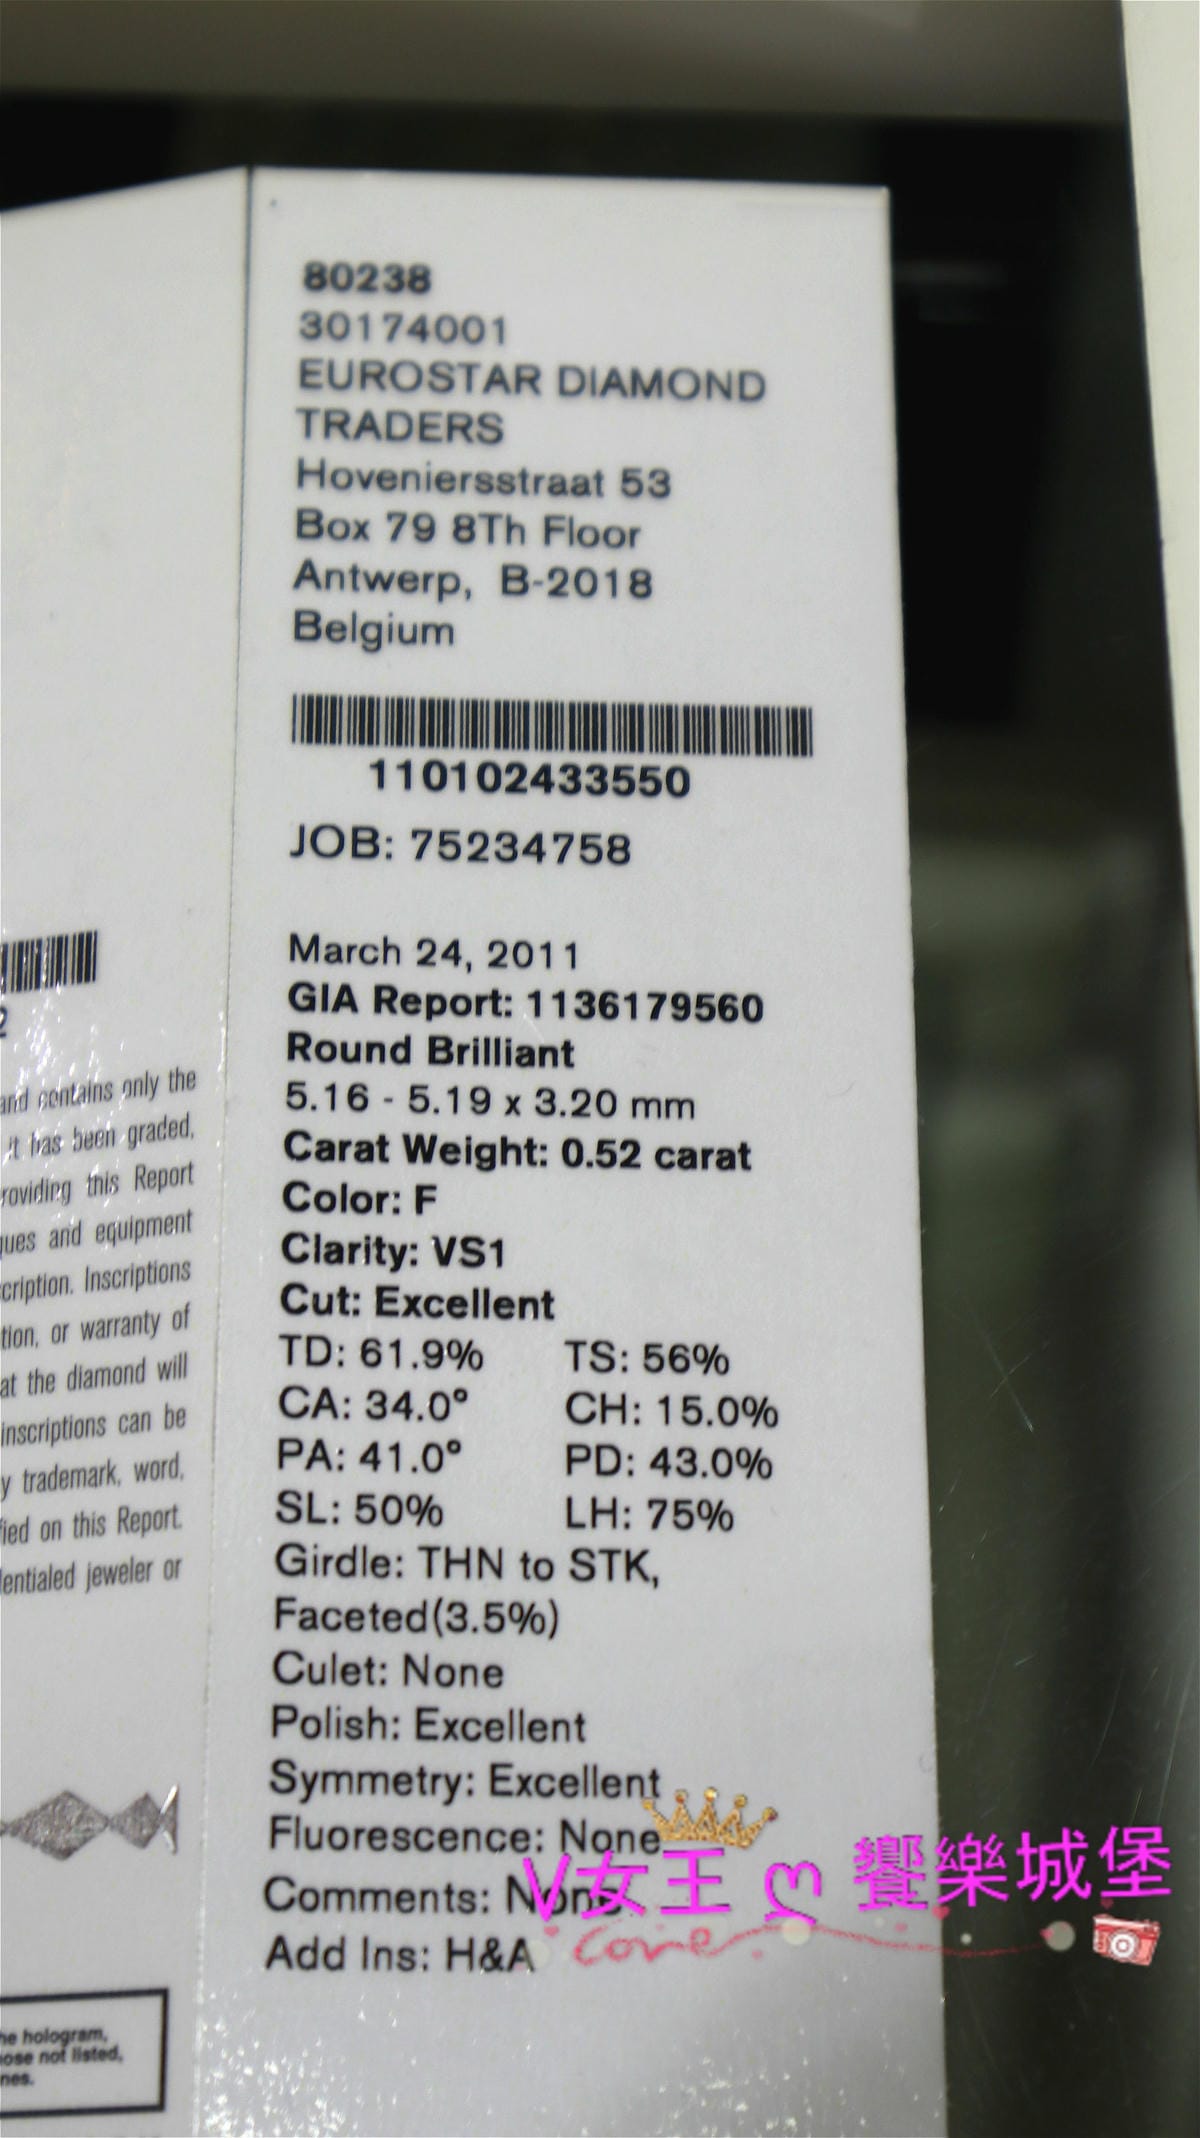 80238
30174001
EUROSTAR DIAMOND
TRADERS
Hoveniersstraat 53
Box 79 8Th Floor
Antwerp, B-2018
Belgium
110102433550
JOB: 75234758
March 24, 2011
GIA Report: 1136179560
Round Brilliant
5.16 - 5.19 x 3.20 mm
Carat Weight: 0.52 carat
Color: F
Clarity: VS1
Cut: Excellent
TD: 61.9% TS: 56%
CA: 34.0° CH: 15.0%
PA: 41.0° PD: 43.0%
SL: 50% LH: 75%
Girdle: THN to STK,
Faceted(3.5%)
Culet: None
Polish: Excellent
Symmetry: Excellent
Fluorescence: None
Comments: None
Add Ins: H&A
2
and contains only the
it has been graded,
roviding this Report
ques and equipment
cription. Inscriptions
tion, or warranty of
at the diamond will
inscriptions can be
y trademark, word,
fied on this Report.
dentialed jeweler or
he hologram,
ose not listed,
nes.
V女王 ღ 饗樂城堡